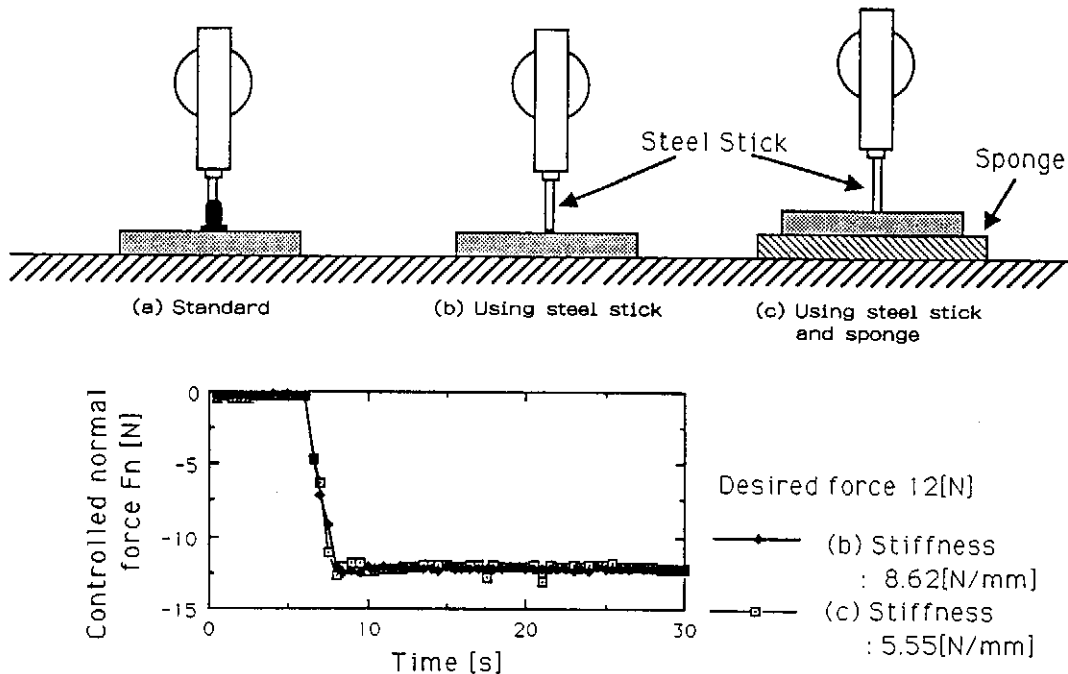 Steel Stick
Sponge
(a) Standard
(b) Using steel stick
(c) Using steel stick
and sponge
Controlled normal
force Fn [N]
0
-5
-10
-15
0
10
20
30
Time [s]
Desired force 12[N]
(b) Stiffness
: 8.62[N/mm]
(c) Stiffness
: 5.55[N/mm]